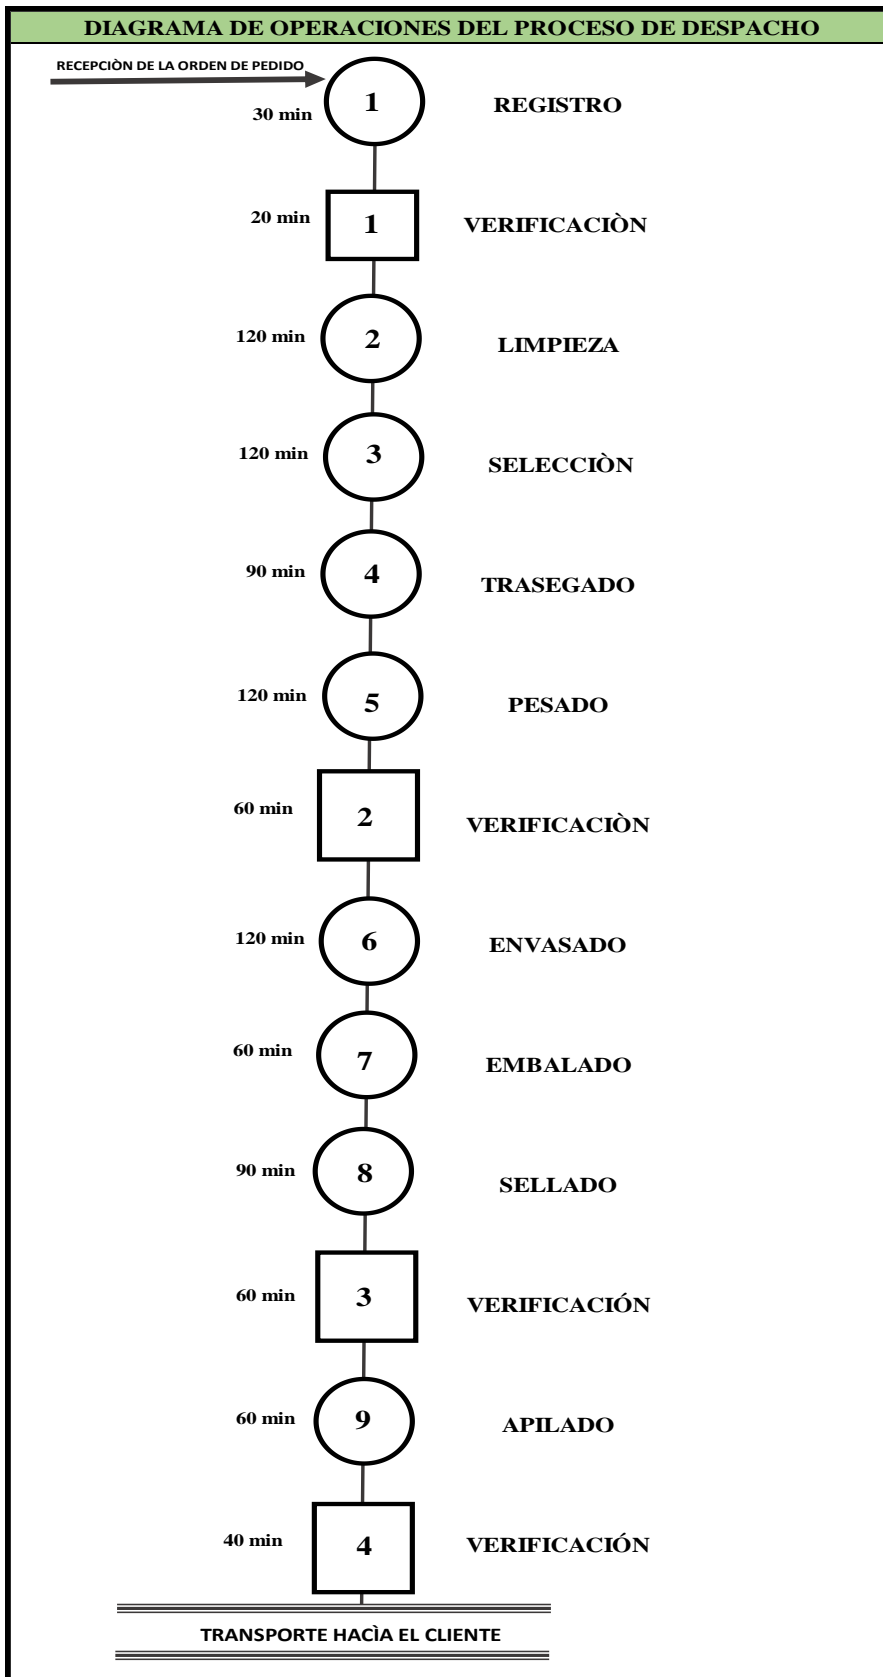 DIAGRAMA DE OPERACIONES DEL PROCESO DE DESPACHO
RECEPCIÒN DE LA ORDEN DE PEDIDO
30 min 1 REGISTRO
20 min 1 VERIFICACIÒN
120 min 2 LIMPIEZA
120 min 3 SELECCIÒN
90 min 4 TRASEGADO
120 min 5 PESADO
60 min 2 VERIFICACIÒN
120 min 6 ENVASADO
60 min 7 EMBALADO
90 min 8 SELLADO
60 min 3 VERIFICACIÓN
60 min 9 APILADO
40 min 4 VERIFICACIÓN
TRANSPORTE HACÌA EL CLIENTE